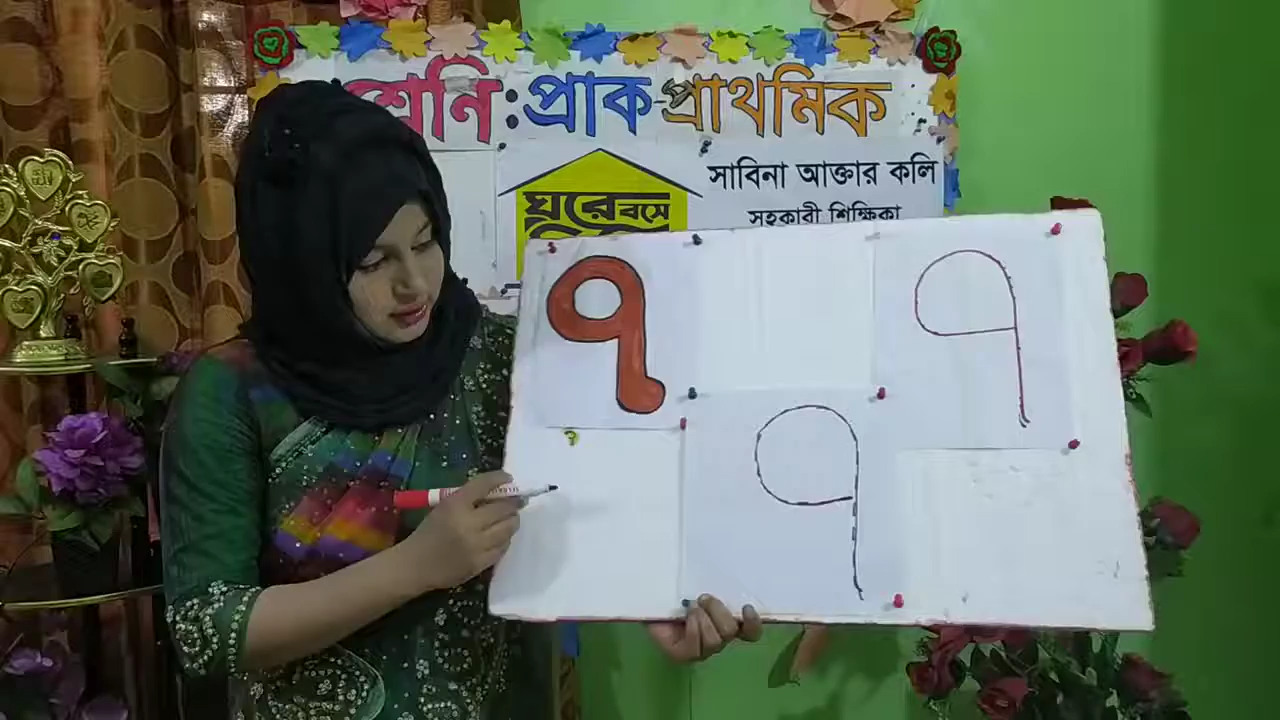 শ্রেনি : প্রাক-প্রাথমিক
ঘরে বসে
সাবিনা আক্তার কলি
সহকারী শিক্ষিকা
৭
৭
৭